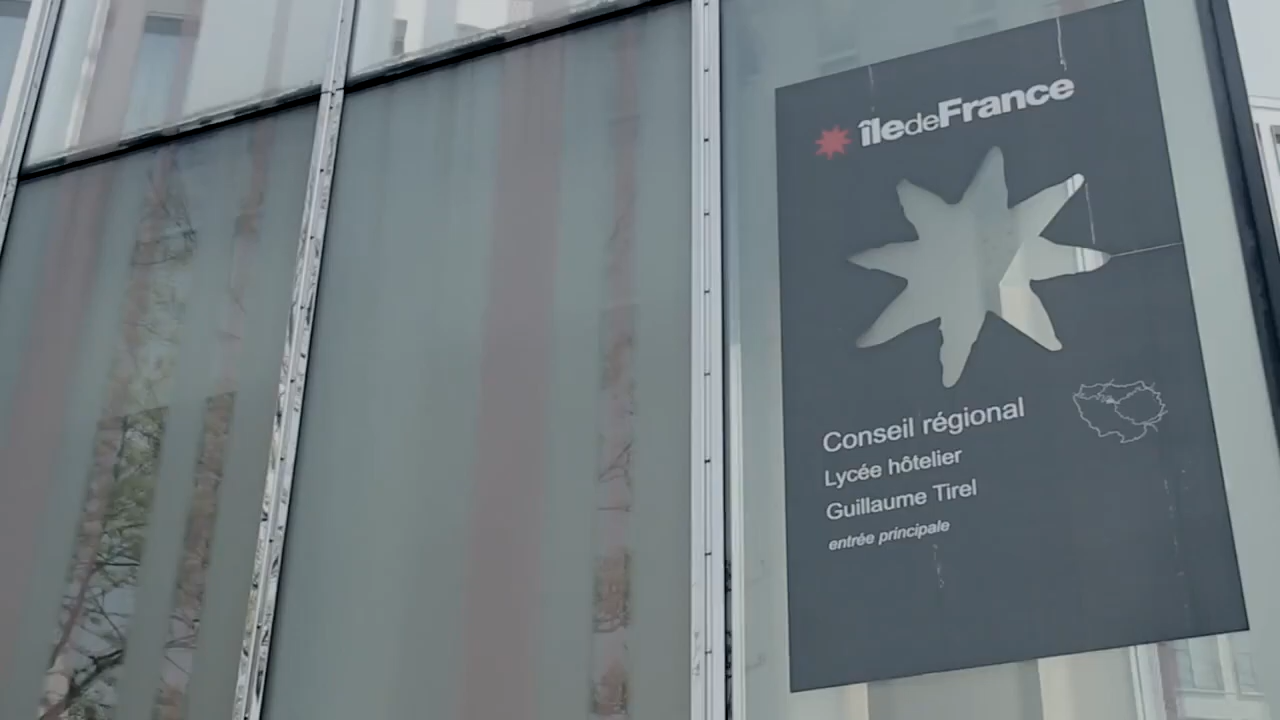 îledeFrance
Conseil régional
Lycée hôtelier
Guillaume Tirel
entrée principale